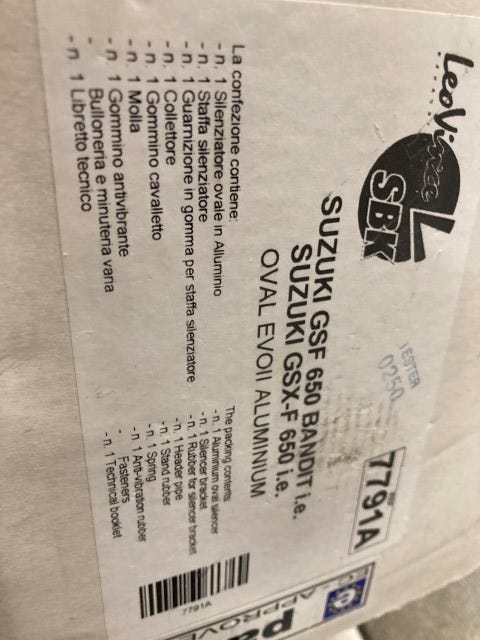 LeoVince
SBK
TESTER
0250
7791A
SUZUKI GSF 650 BANDIT i.e.
SUZUKI GSX-F 650 i.e.
OVAL EVOII ALUMINIUM
La confezione contiene:
- n. 1 Silenziatore ovale in Alluminio
- n. 1 Staffa silenziatore
- n. 1 Guarnizione in gomma per staffa silenziatore
- n. 1 Collettore
- n. 1 Gommino cavalletto
- n. 1 Molla
- n. 1 Gommino antivibrante
- Bulloneria e minuteria varia
- n. 1 Libretto tecnico
The packing contents:
- n. 1 Aluminium oval silencer
- n. 1 Silencer bracket
- n. 1 Rubber for silencer bracket
- n. 1 Header pipe
- n. 1 Stand rubber
- n. 1 Spring
- n. 1 Anti-vibration rubber
- Fasteners
- n. 1 Technical booklet
7791A
APPROVE
pa